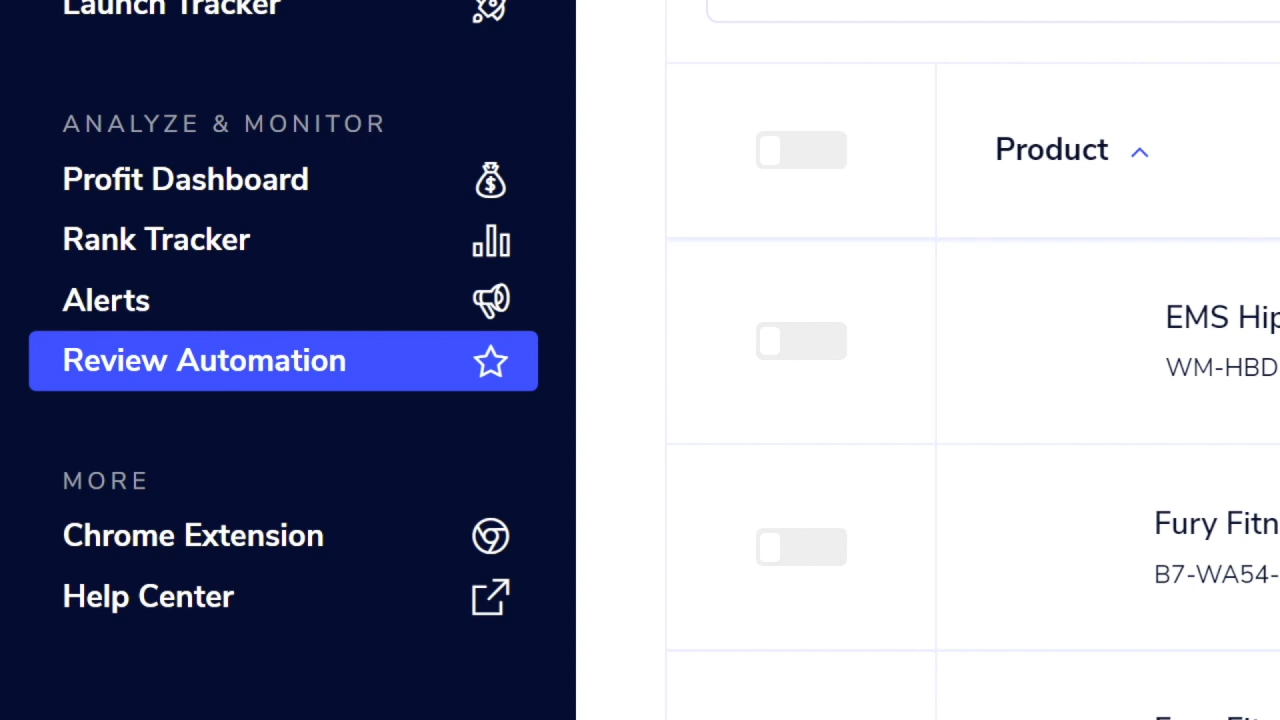 Launch Tracker
ANALYZE & MONITOR
Profit Dashboard
Rank Tracker
Alerts
Review Automation
MORE
Chrome Extension
Help Center
Product
EMS Hip
WM-HBD
Fury Fitn
B7-WA54-